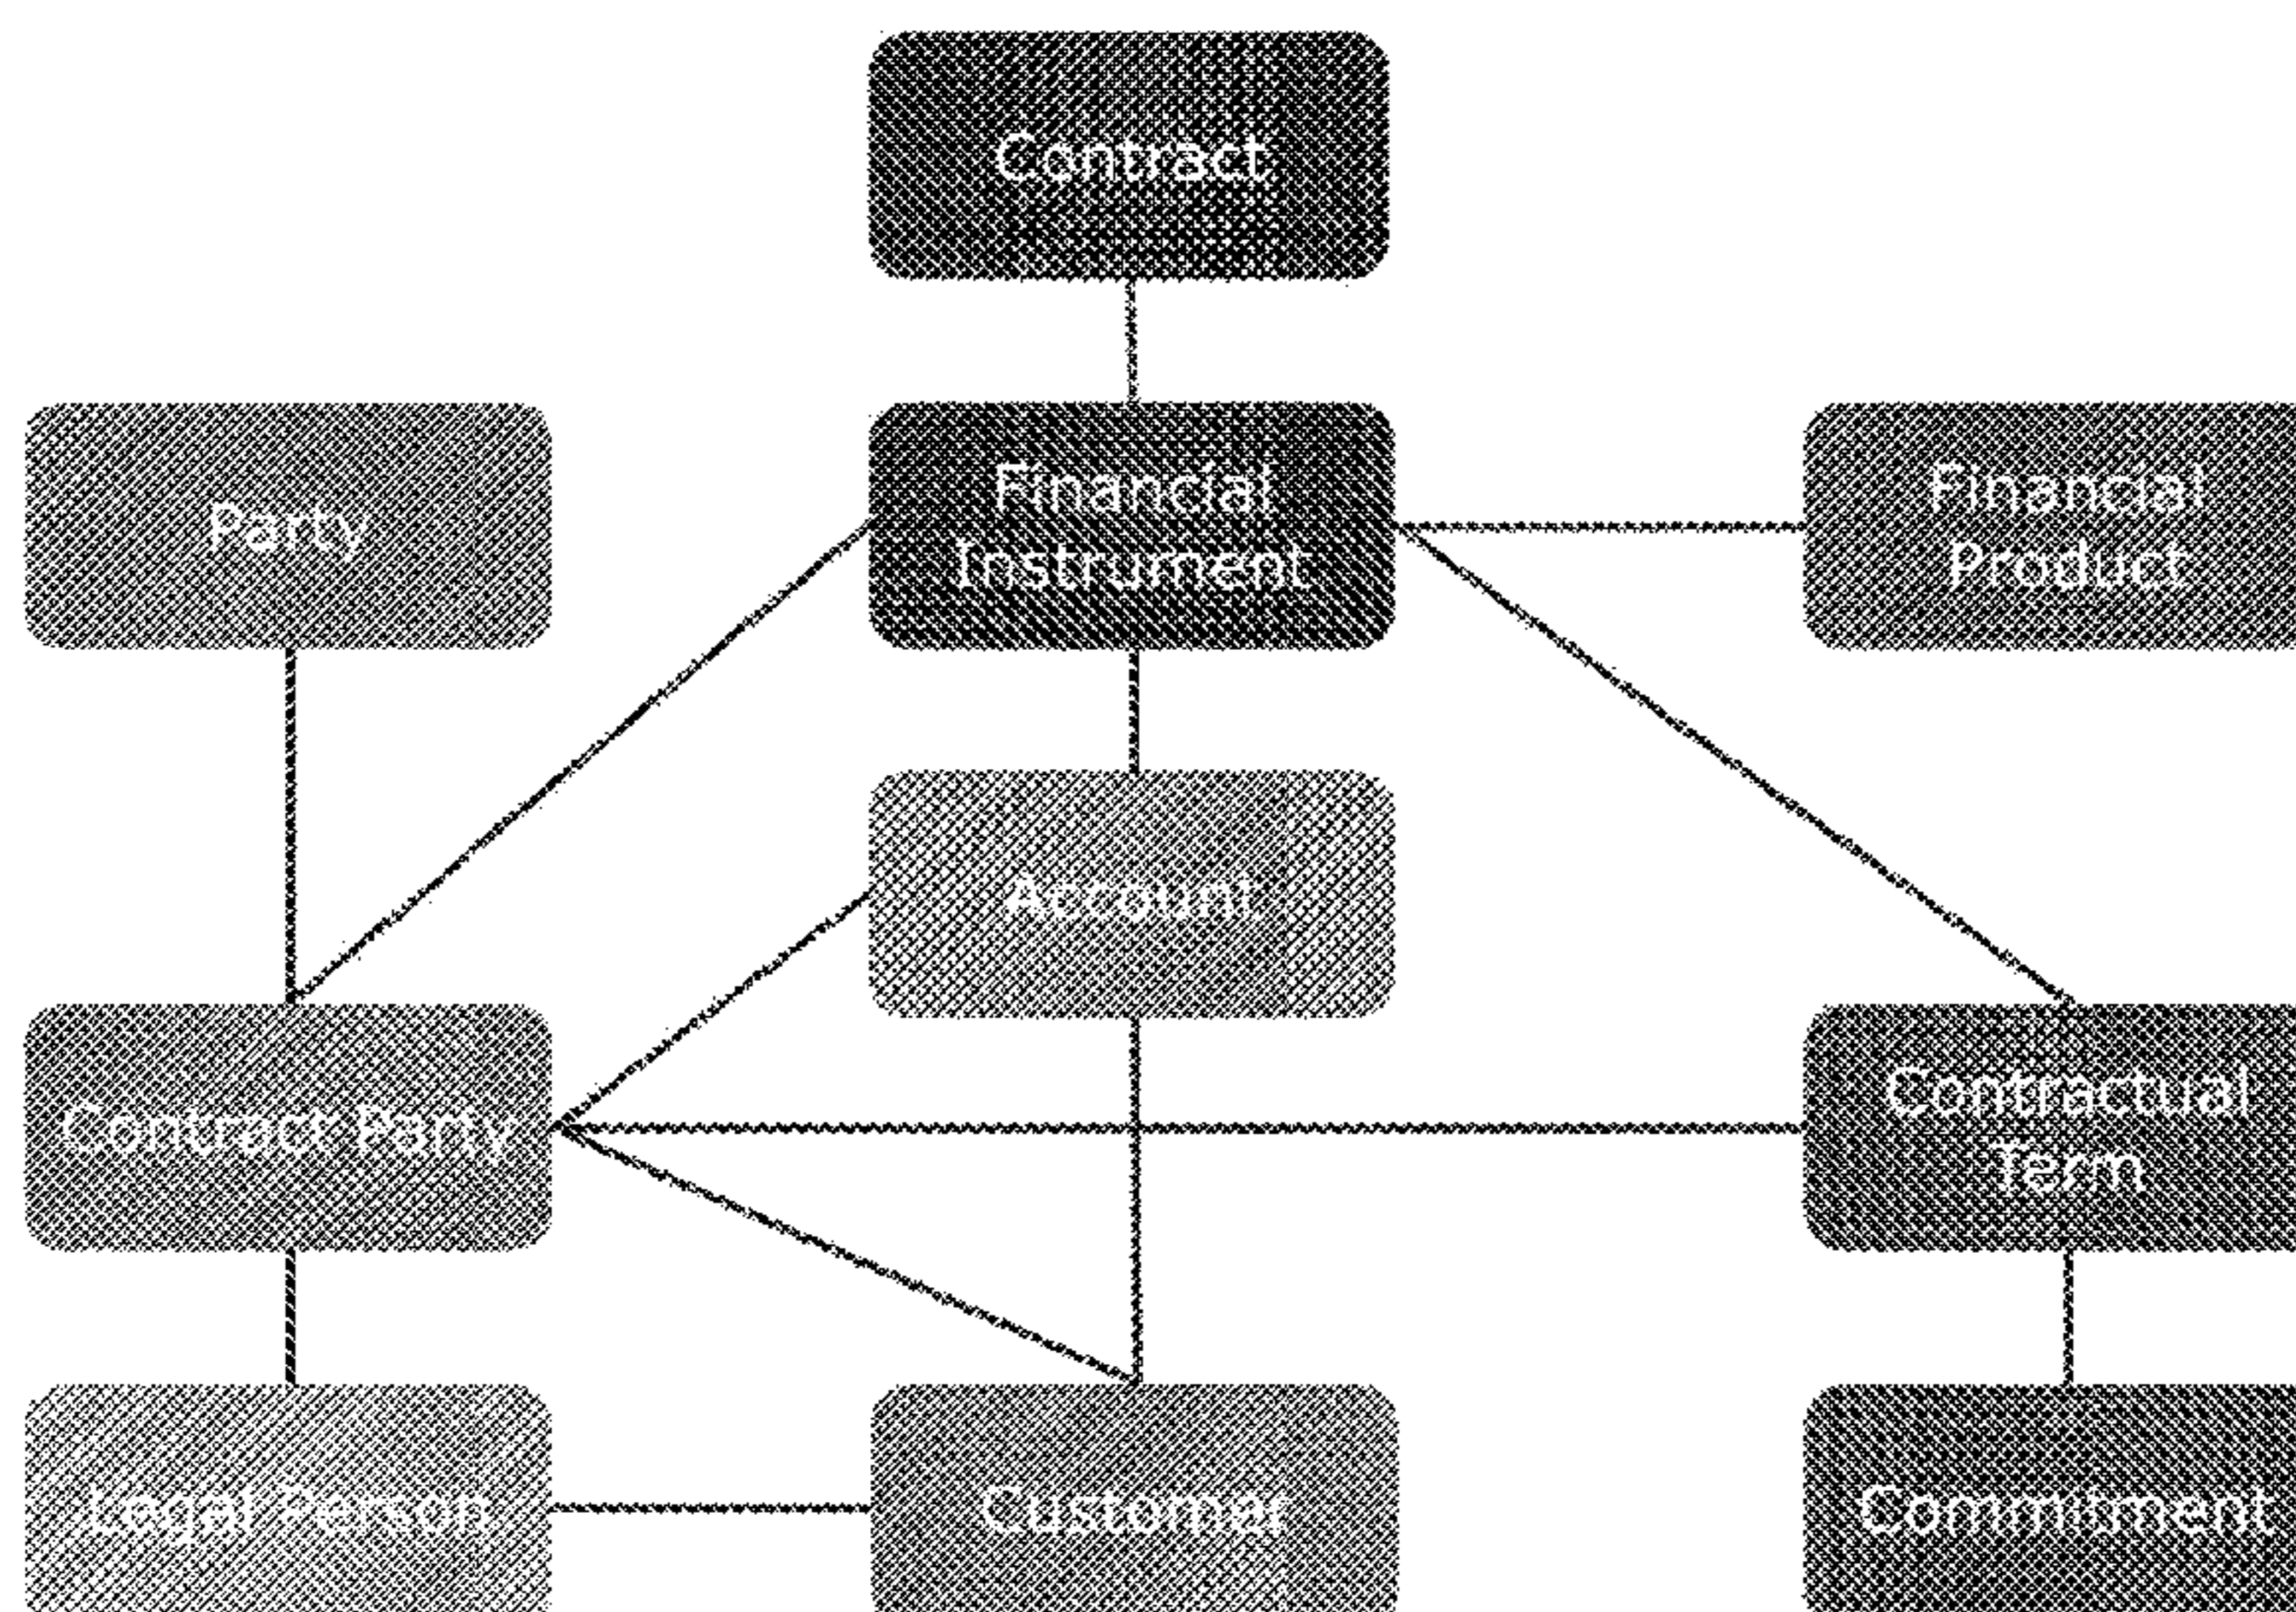 Contract
Party
Financial
Instrument
Financial
Product
Account
Contract Party
Contractual
Term
Legal Person
Customer
Commitment